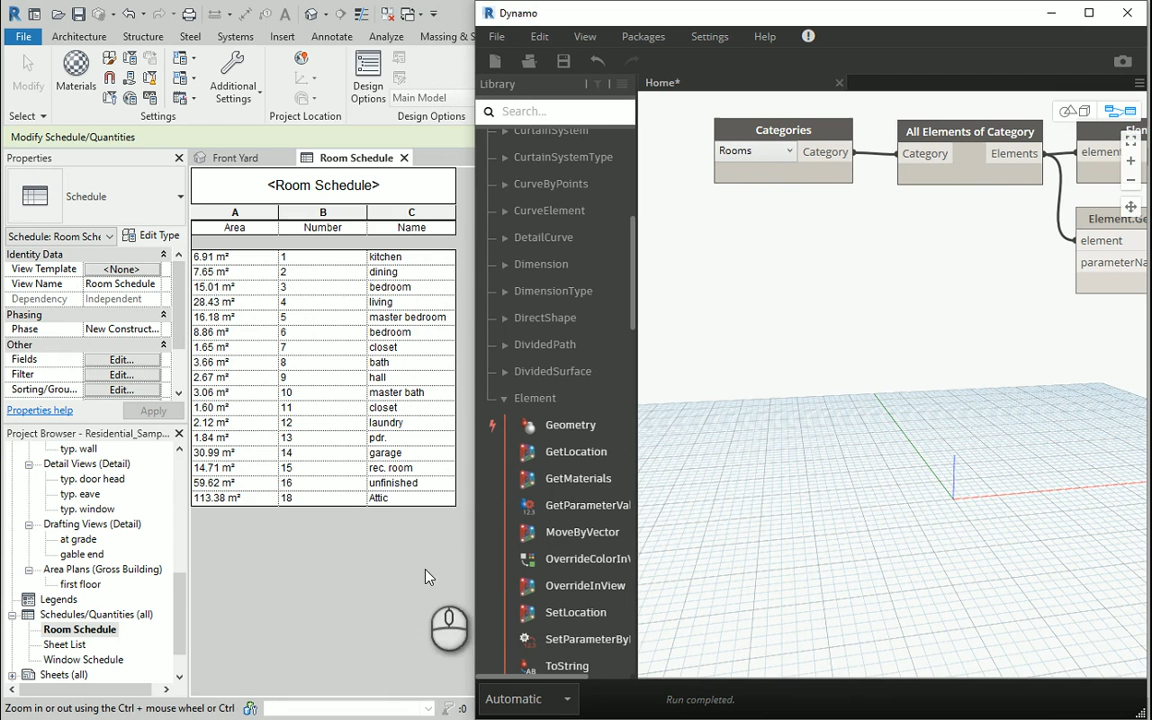 File Architecture Structure Steel Systems Insert Annotate Analyze Massing & S
Modify
Materials
Additional
Settings
Design
Options
Main Model
Select
Settings
Project Location
Design Options
Modify Schedule/Quantities
Properties
Front Yard
Room Schedule
Schedule
Schedule: Room Sche
Edit Type
Identity Data
View Template <None>
View Name Room Schedule
Dependency Independent
Phasing
Phase New Construct...
Other
Fields Edit...
Filter Edit...
Sorting/Grou... Edit...
Properties help
Apply
Project Browser - Residential_Samp...
typ. wall
Detail Views (Detail)
typ. door head
typ. eave
typ. window
Drafting Views (Detail)
at grade
gable end
Area Plans (Gross Building)
first floor
Legends
Schedules/Quantities (all)
Room Schedule
Sheet List
Window Schedule
Sheets (all)
<Room Schedule>
A B C
Area Number Name
6.91 m² 1 kitchen
7.65 m² 2 dining
15.01 m² 3 bedroom
28.43 m² 4 living
16.18 m² 5 master bedroom
8.86 m² 6 bedroom
1.65 m² 7 closet
3.66 m² 8 bath
2.67 m² 9 hall
3.06 m² 10 master bath
1.60 m² 11 closet
2.12 m² 12 laundry
1.84 m² 13 pdr.
30.99 m² 14 garage
14.71 m² 15 rec. room
59.62 m² 16 unfinished
113.38 m² 18 Attic
Zoom in or out using the Ctrl + mouse wheel or Ctrl
:0
Dynamo
File Edit View Packages Settings Help
Library
Home*
Search...
CurtainSystem
CurtainSystemType
CurveByPoints
CurveElement
DetailCurve
Dimension
DimensionType
DirectShape
DividedPath
DividedSurface
Element
Geometry
GetLocation
GetMaterials
GetParameterVal
MoveByVector
OverrideColorInV
OverrideInView
SetLocation
SetParameterBy
ToString
Categories
Rooms
Category
All Elements of Category
Category
Elements
Elem
element
Element.Ge
element
parameterNa
Automatic
Run completed.